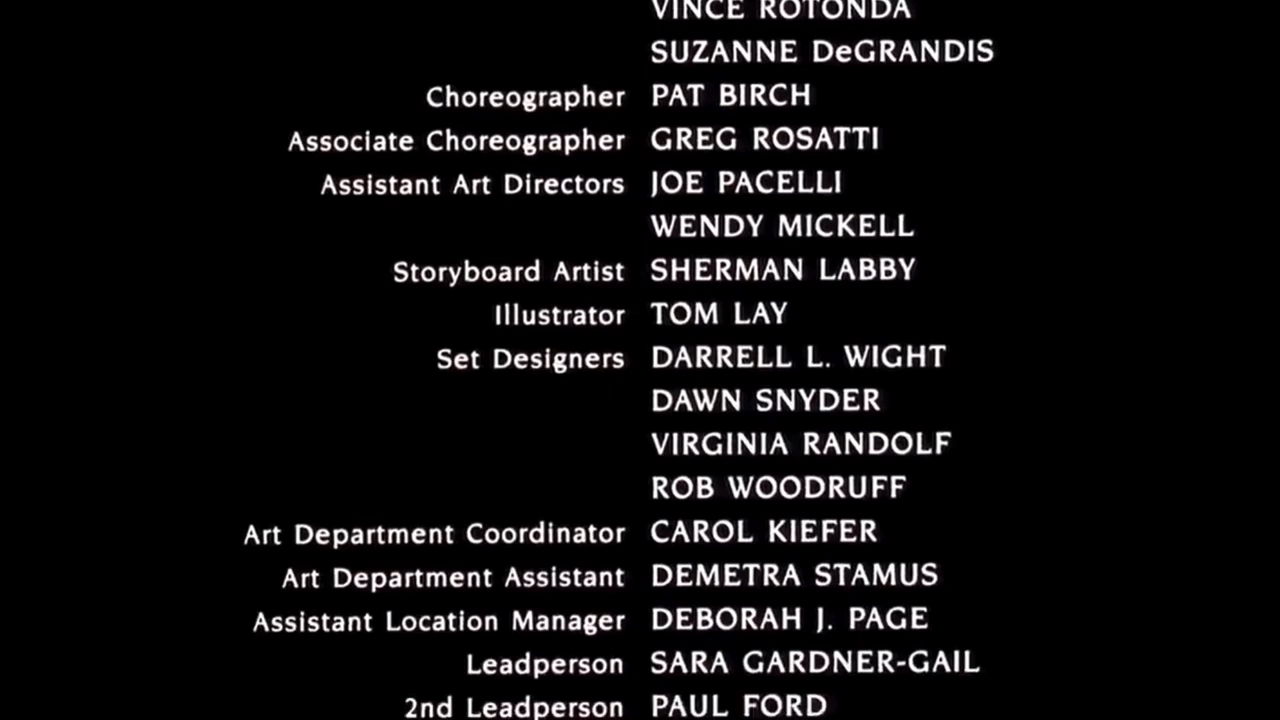 VINCE ROTONDA
SUZANNE DeGRANDIS
Choreographer PAT BIRCH
Associate Choreographer GREG ROSATTI
Assistant Art Directors JOE PACELLI
WENDY MICKELL
Storyboard Artist SHERMAN LABBY
Illustrator TOM LAY
Set Designers DARRELL L. WIGHT
DAWN SNYDER
VIRGINIA RANDOLF
ROB WOODRUFF
Art Department Coordinator CAROL KIEFER
Art Department Assistant DEMETRA STAMUS
Assistant Location Manager DEBORAH J. PAGE
Leadperson SARA GARDNER-GAIL
2nd Leadperson PAUL FORD